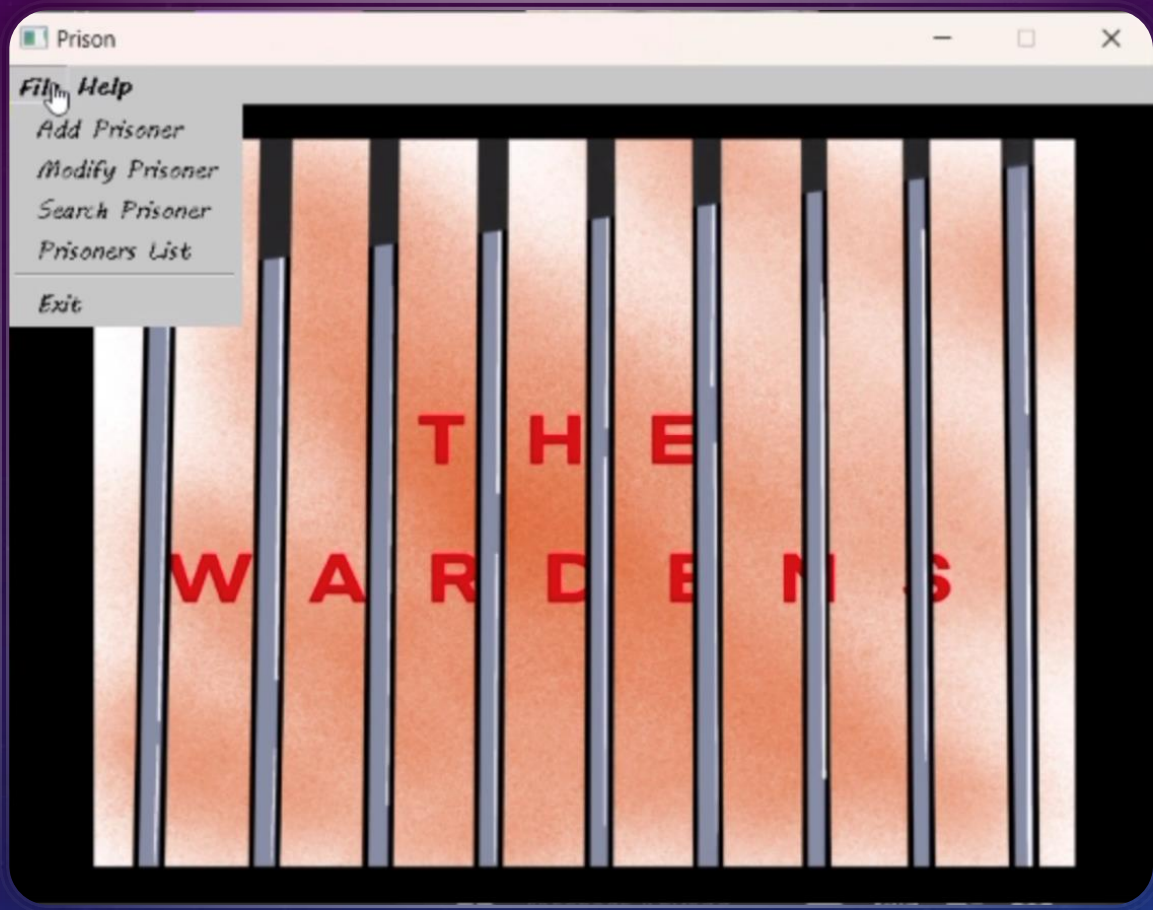 Prison
File Help
Add Prisoner
Modify Prisoner
Search Prisoner
Prisoners List
Exit
THE
WARDENS